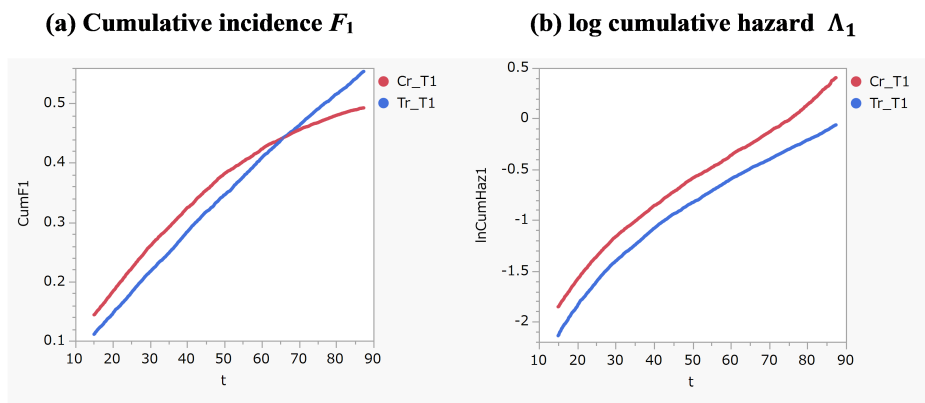 (a) Cumulative incidence F₁
(b) log cumulative hazard Λ₁
CumF1
0.5
0.4
0.3
0.2
0.1
10 20 30 40 50 60 70 80 90
t
Cr_T1
Tr_T1
lnCumHaz1
0.5
0
-0.5
-1
-1.5
-2
10 20 30 40 50 60 70 80 90
t
Cr_T1
Tr_T1